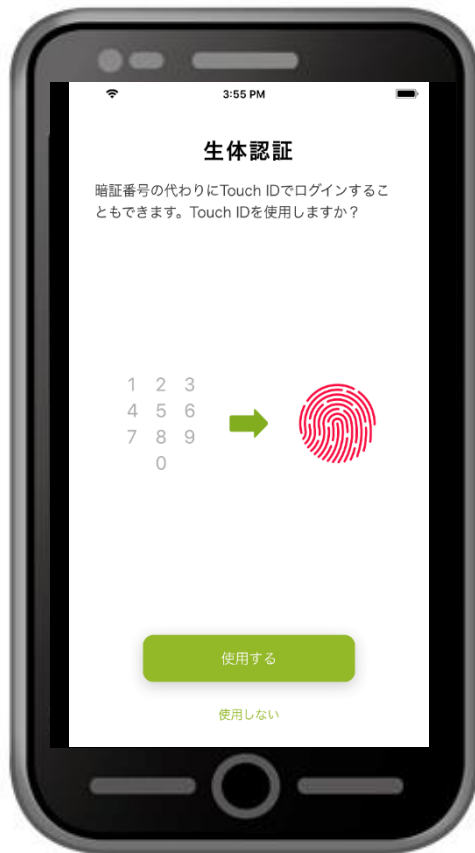 3:55 PM
生体認証
暗証番号の代わりにTouch IDでログインするこ
ともできます。Touch IDを使用しますか？
1 2 3
4 5 6
7 8 9
0
使用する
使用しない